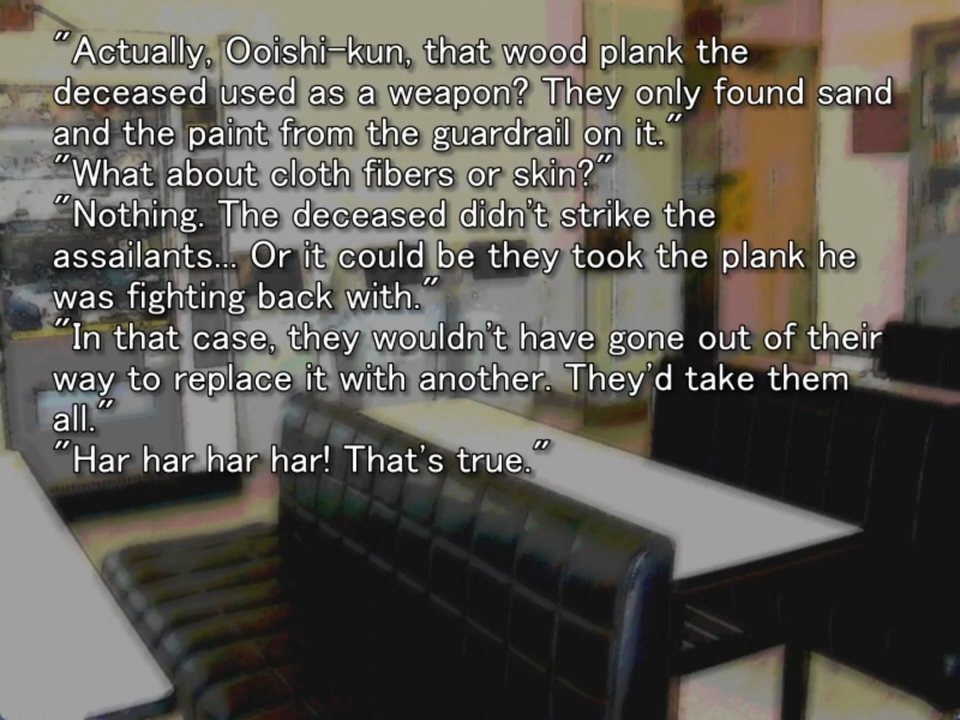 "Actually, Ooishi-kun, that wood plank the
deceased used as a weapon? They only found sand
and the paint from the guardrail on it."
"What about cloth fibers or skin?"
"Nothing. The deceased didn't strike the
assailants... Or it could be they took the plank he
was fighting back with."
"In that case, they wouldn't have gone out of their
way to replace it with another. They'd take them
all."
"Har har har har! That's true."